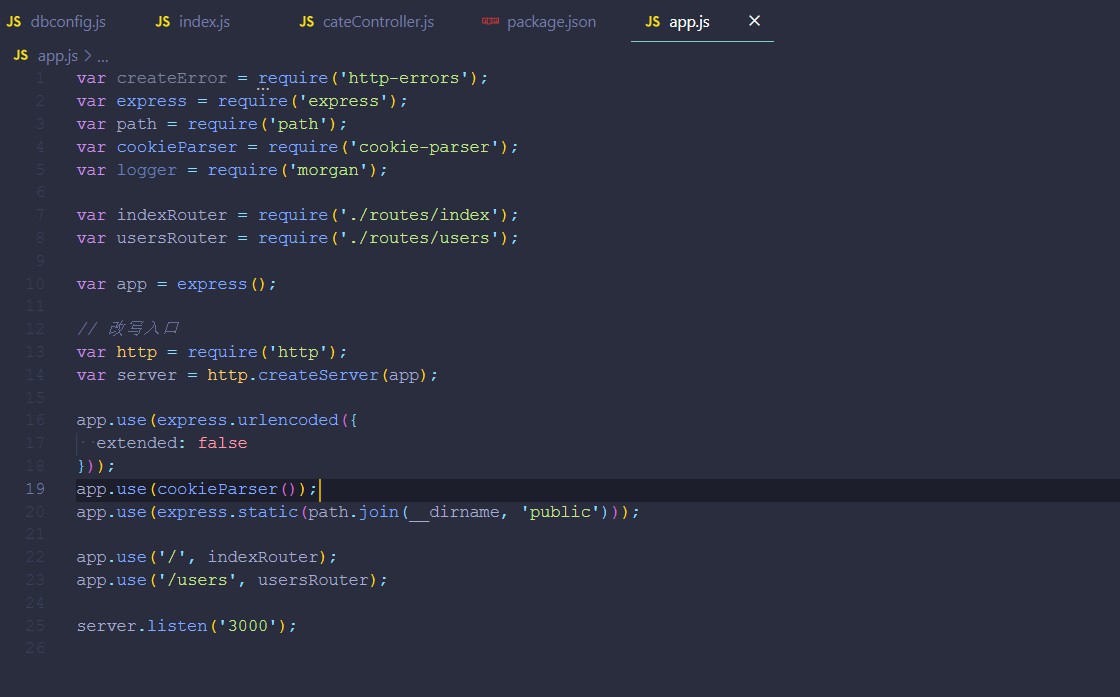 JS dbconfig.js JS index.js JS cateController.js npm package.json JS app.js ×
JS app.js > ...
1 var createError = require('http-errors');
2 var express = require('express');
3 var path = require('path');
4 var cookieParser = require('cookie-parser');
5 var logger = require('morgan');
6
7 var indexRouter = require('./routes/index');
8 var usersRouter = require('./routes/users');
9
10 var app = express();
11
12 // 改写入口
13 var http = require('http');
14 var server = http.createServer(app);
15
16 app.use(express.urlencoded({
17   extended: false
18 }));
19 app.use(cookieParser());
20 app.use(express.static(path.join(__dirname, 'public')));
21
22 app.use('/', indexRouter);
23 app.use('/users', usersRouter);
24
25 server.listen('3000');
26